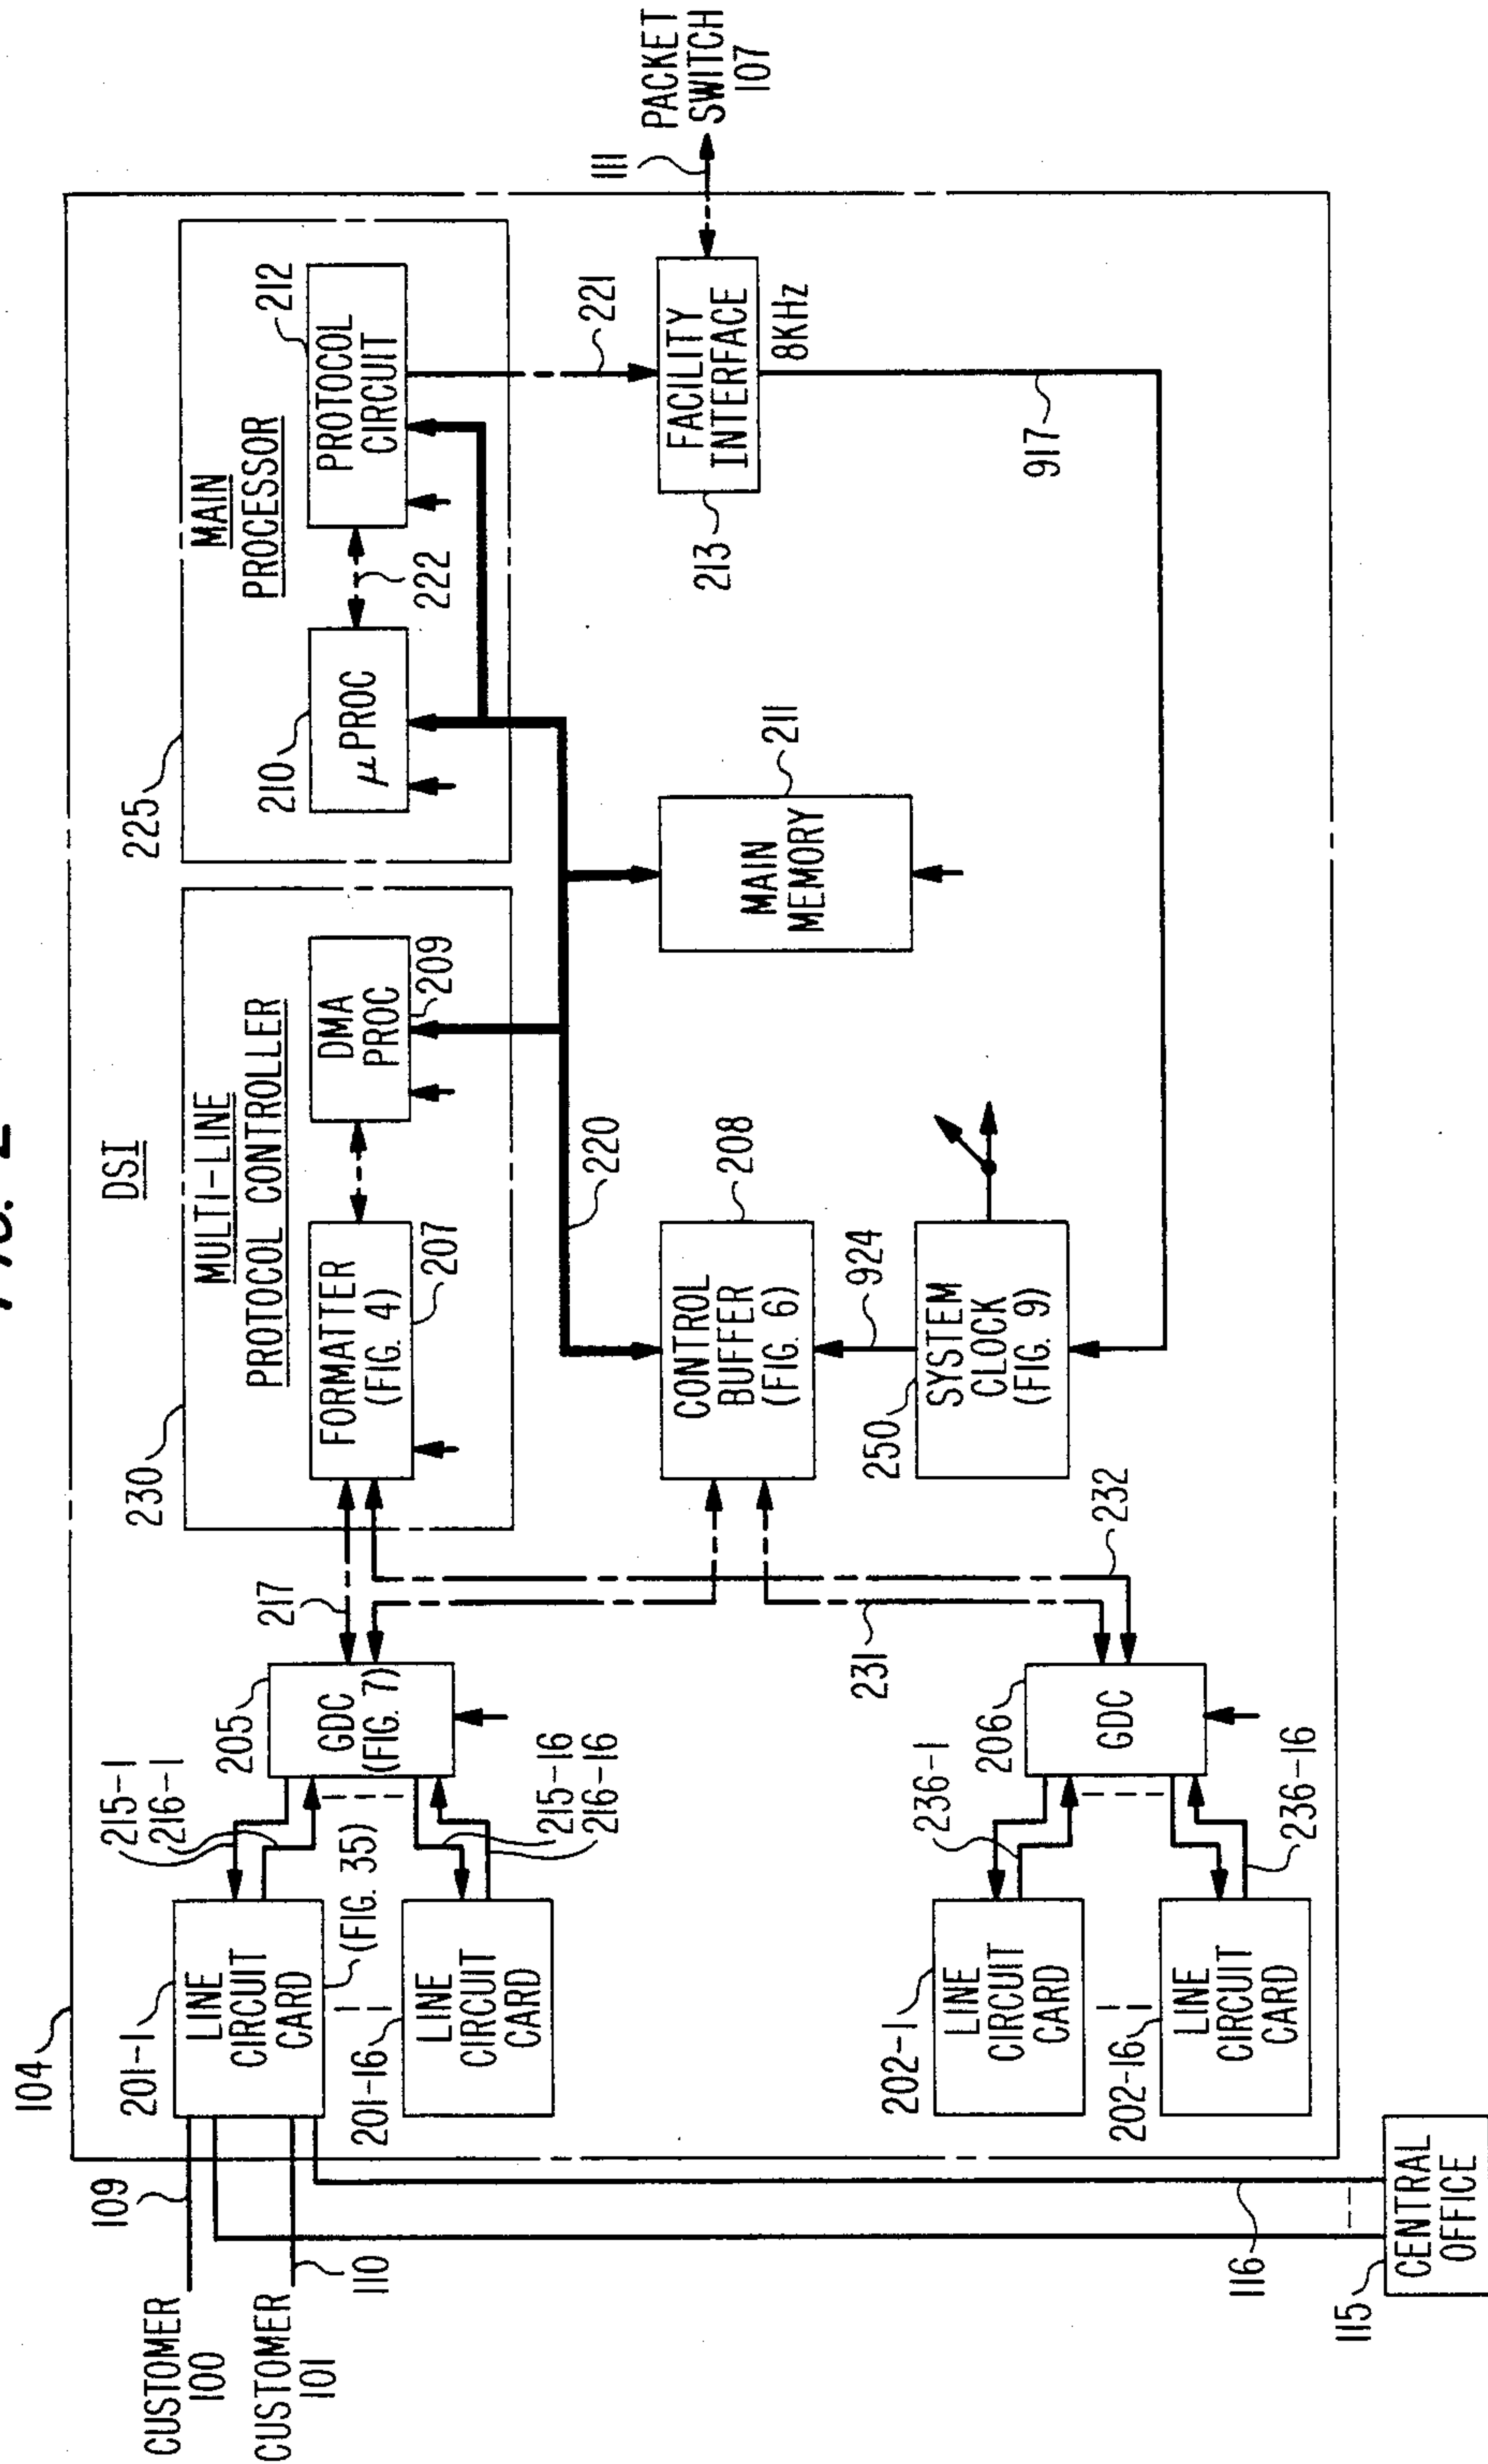 FIG. 2
104
DSI
CUSTOMER
100
CUSTOMER
101
109
110
201-1
LINE
CIRCUIT
CARD
(FIG. 35)
201-16
LINE
CIRCUIT
CARD
215-1
216-1
215-16
216-16
205
GDC
(FIG. 7)
217
230
MULTI-LINE
PROTOCOL CONTROLLER
FORMATTER
(FIG. 4)
207
DMA
PROC
209
225
MAIN
PROCESSOR
210
µPROC
222
212
PROTOCOL
CIRCUIT
221
220
208
CONTROL
BUFFER
(FIG. 6)
924
250
SYSTEM
CLOCK
(FIG. 9)
211
MAIN
MEMORY
213
FACILITY
INTERFACE
8KHz
917
111
PACKET
SWITCH
107
231
232
202-1
LINE
CIRCUIT
CARD
202-16
LINE
CIRCUIT
CARD
236-1
236-16
206
GDC
116
115
CENTRAL
OFFICE